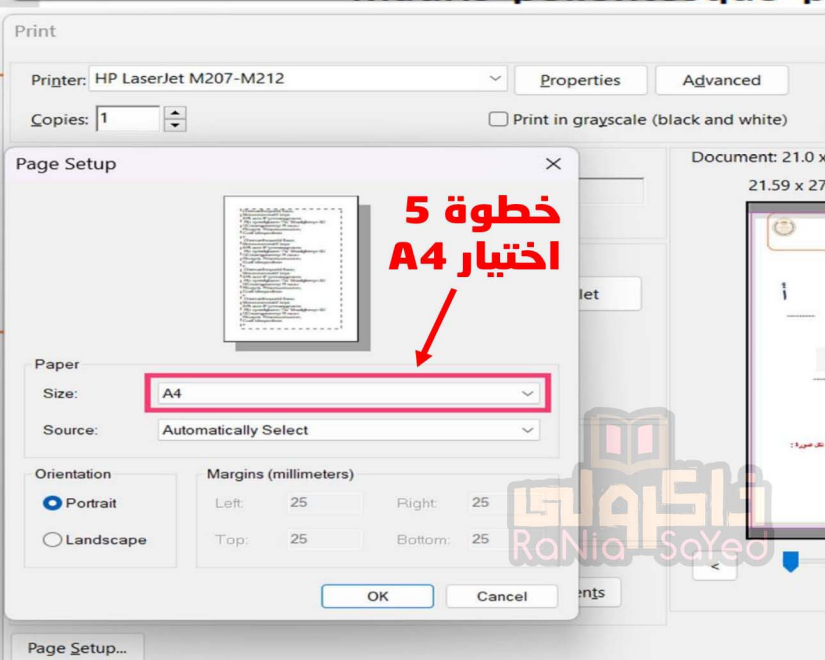 Print
Printer: HP LaserJet M207-M212
Properties
Advanced
Copies: 1
Print in grayscale (black and white)
Page Setup
Document: 21.0 x
21.59 x 27
خطوة 5
اختيار A4
let
أ
Paper
Size: A4
Source: Automatically Select
Orientation
Portrait
Landscape
Margins (millimeters)
Left: 25 Right: 25
Top: 25 Bottom: 25
ذاكرولي
RaNia SaYed
<
OK
Cancel
ents
Page Setup...